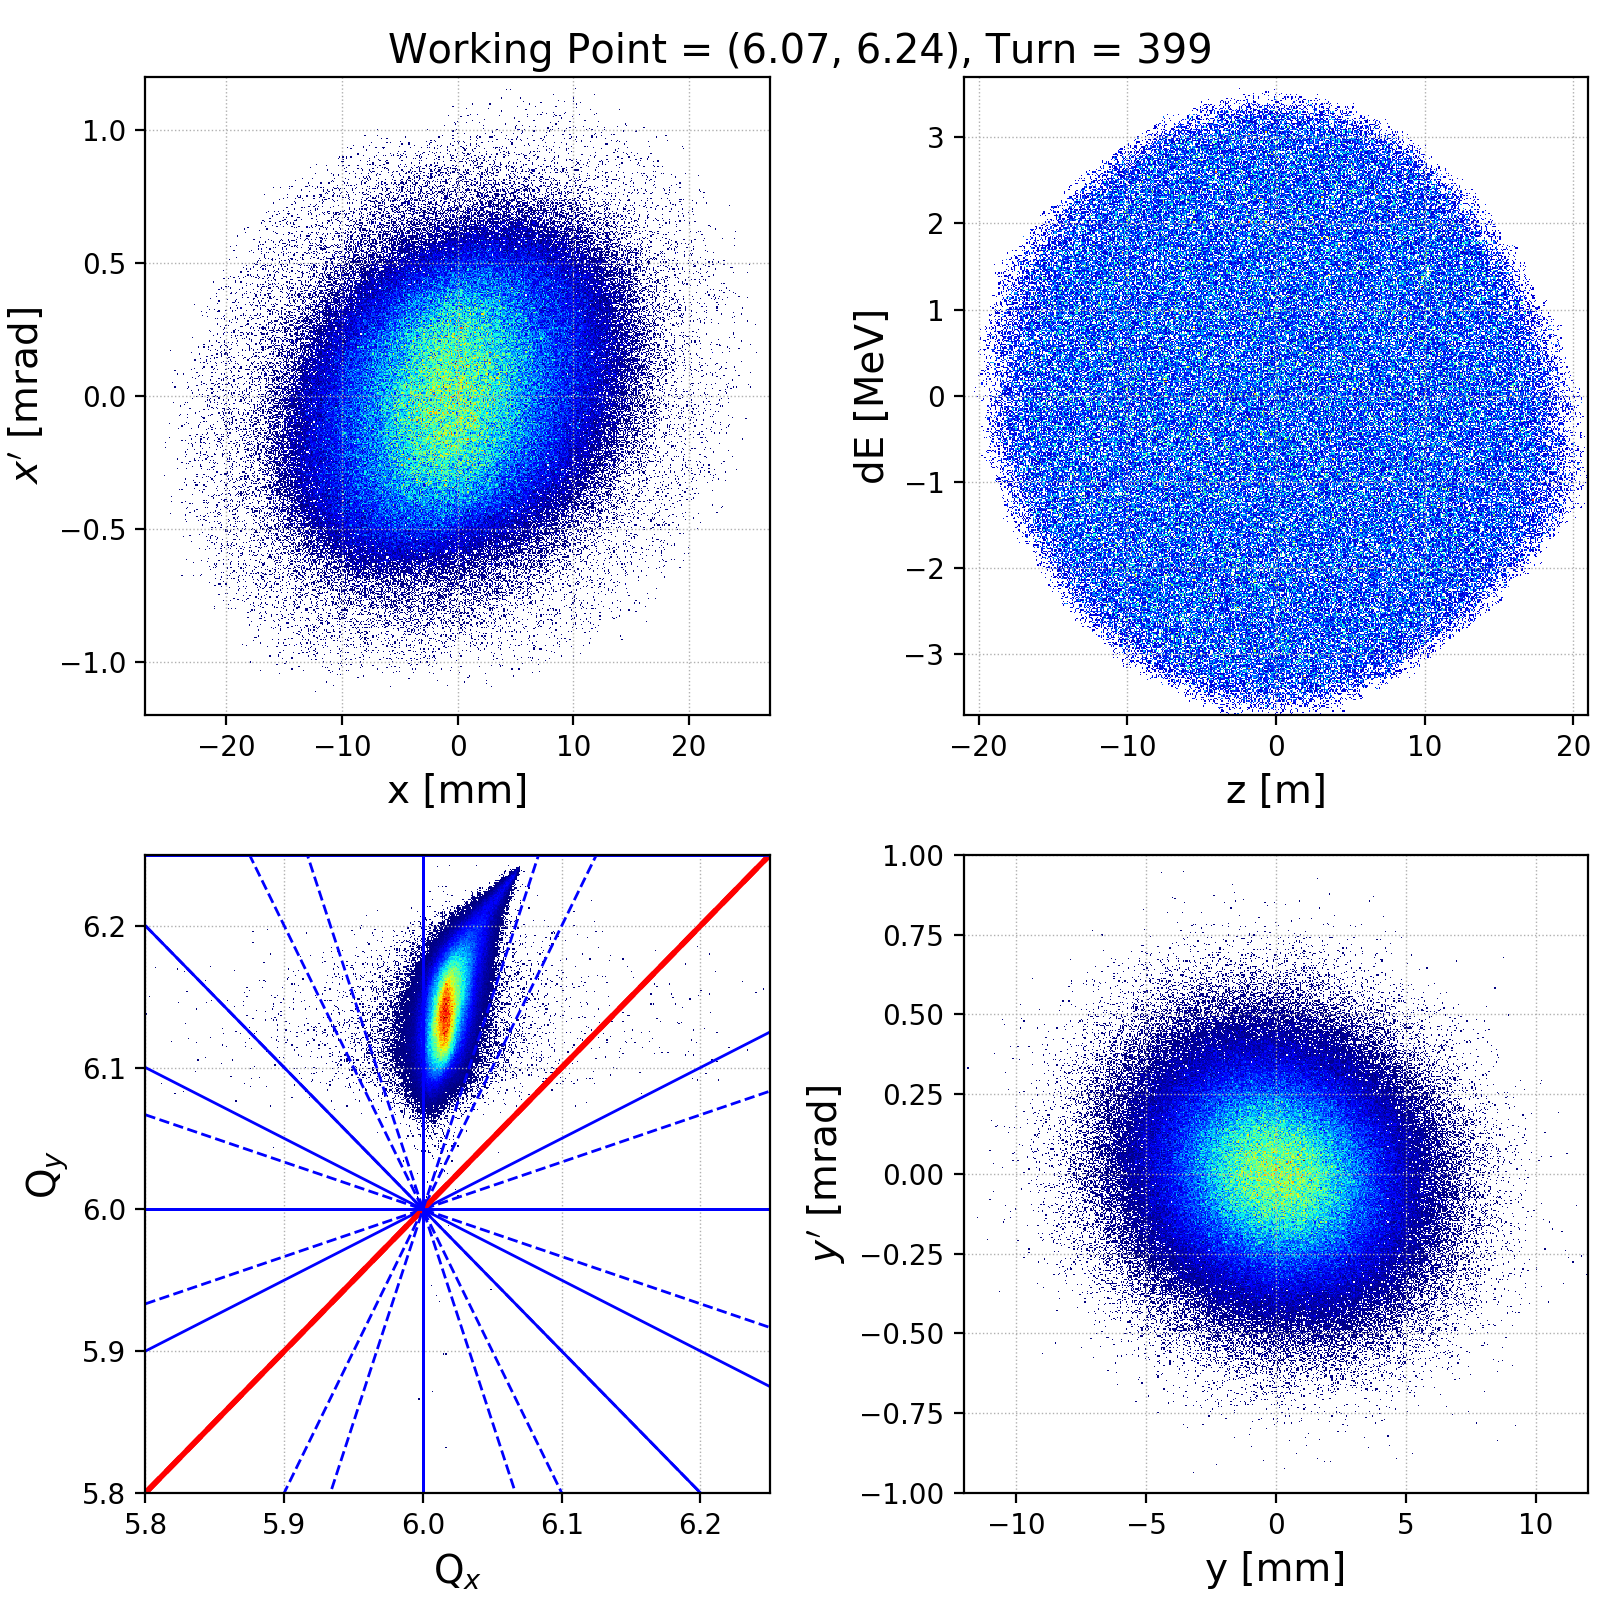 Working Point = (6.07, 6.24), Turn = 399
1.0
0.5
0.0
−0.5
−1.0
x′ [mrad]
−20 −10 0 10 20
x [mm]
3
2
1
0
−1
−2
−3
dE [MeV]
−20 −10 0 10 20
z [m]
6.2
6.1
6.0
5.9
5.8
Qy
5.8 5.9 6.0 6.1 6.2
Qx
1.00
0.75
0.50
0.25
0.00
−0.25
−0.50
−0.75
−1.00
y′ [mrad]
−10 −5 0 5 10
y [mm]